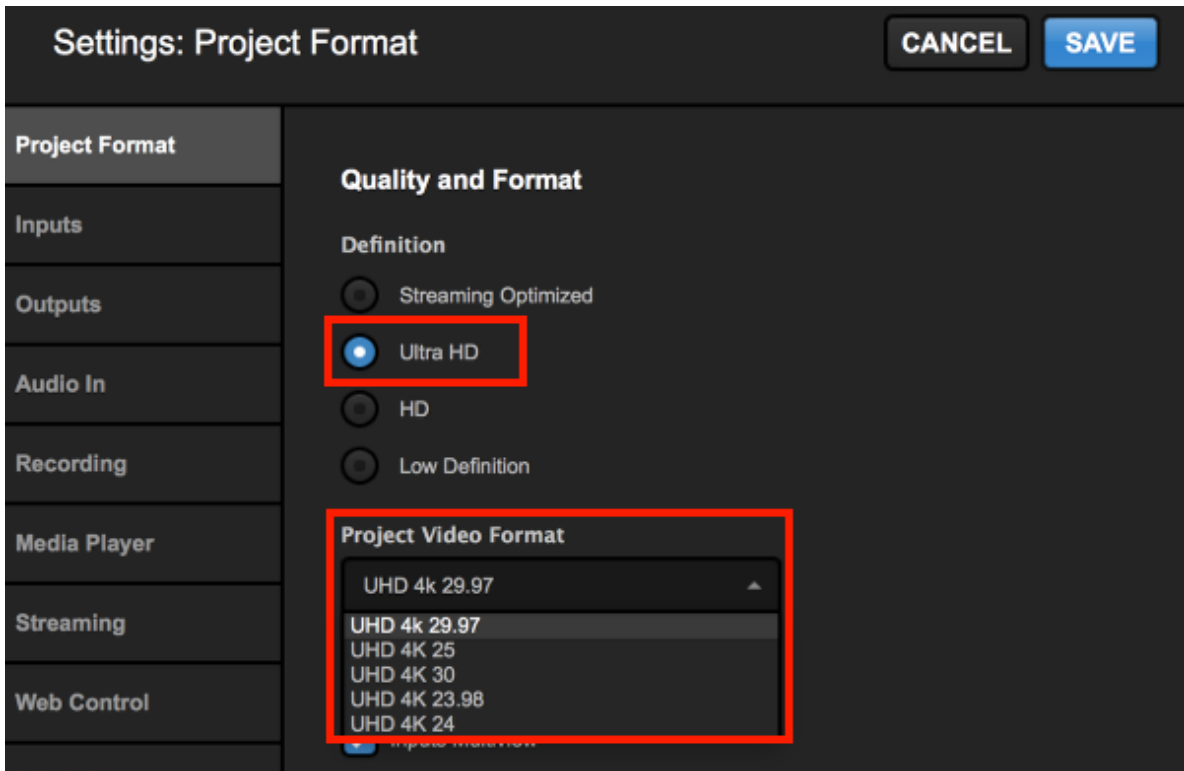 Settings: Project Format
CANCEL
SAVE
Project Format
Inputs
Outputs
Audio In
Recording
Media Player
Streaming
Web Control
Quality and Format
Definition
Streaming Optimized
Ultra HD
HD
Low Definition
Project Video Format
UHD 4k 29.97
UHD 4k 29.97
UHD 4K 25
UHD 4K 30
UHD 4K 23.98
UHD 4K 24
Inputs Multiview